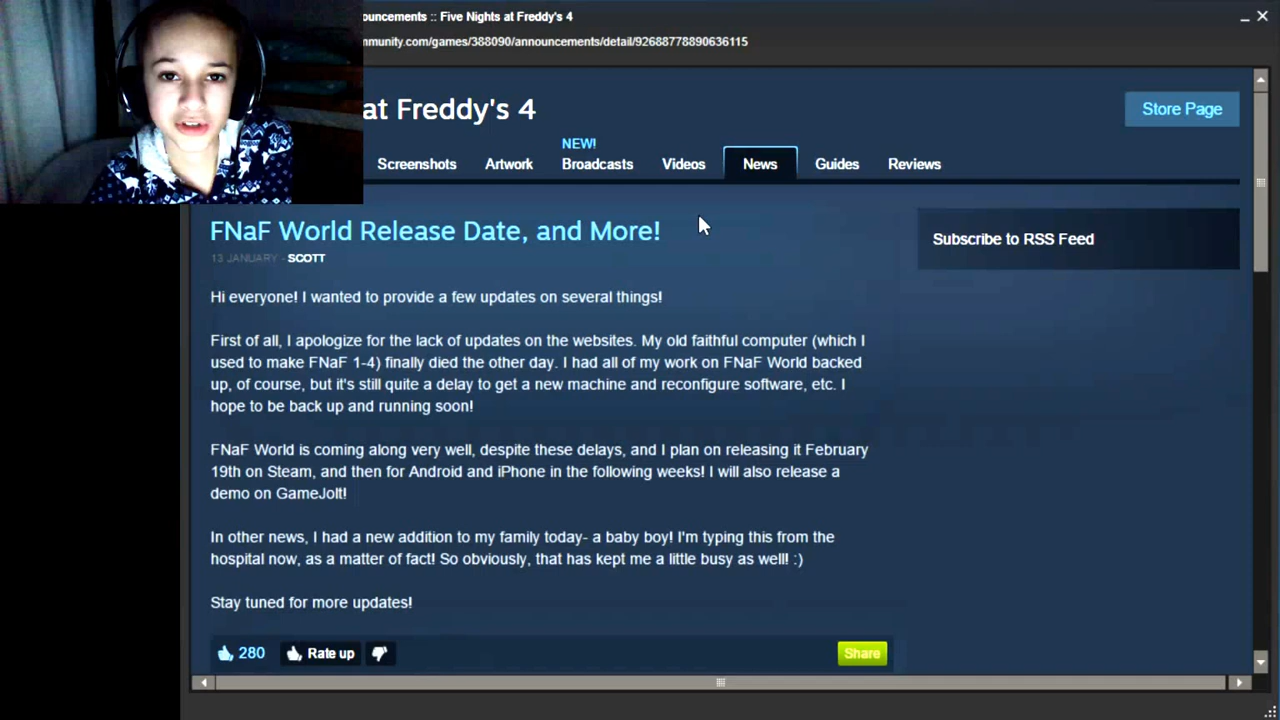 ouncements :: Five Nights at Freddy's 4
mmunity.com/games/388090/announcements/detail/92688778890636115
at Freddy's 4
Store Page
NEW!
Screenshots Artwork Broadcasts Videos News Guides Reviews
FNaF World Release Date, and More!
13 JANUARY - SCOTT
Subscribe to RSS Feed
Hi everyone! I wanted to provide a few updates on several things!
First of all, I apologize for the lack of updates on the websites. My old faithful computer (which I
used to make FNaF 1-4) finally died the other day. I had all of my work on FNaF World backed
up, of course, but it's still quite a delay to get a new machine and reconfigure software, etc. I
hope to be back up and running soon!
FNaF World is coming along very well, despite these delays, and I plan on releasing it February
19th on Steam, and then for Android and iPhone in the following weeks! I will also release a
demo on GameJolt!
In other news, I had a new addition to my family today- a baby boy! I'm typing this from the
hospital now, as a matter of fact! So obviously, that has kept me a little busy as well! :)
Stay tuned for more updates!
280 Rate up Share